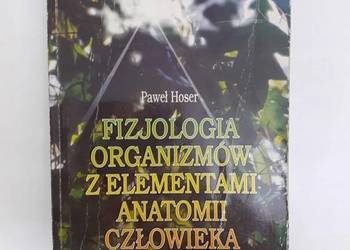 Paweł Hoser
FIZJOLOGIA
ORGANIZMÓW
Z ELEMENTAMI
ANATOMII
CZŁOWIEKA